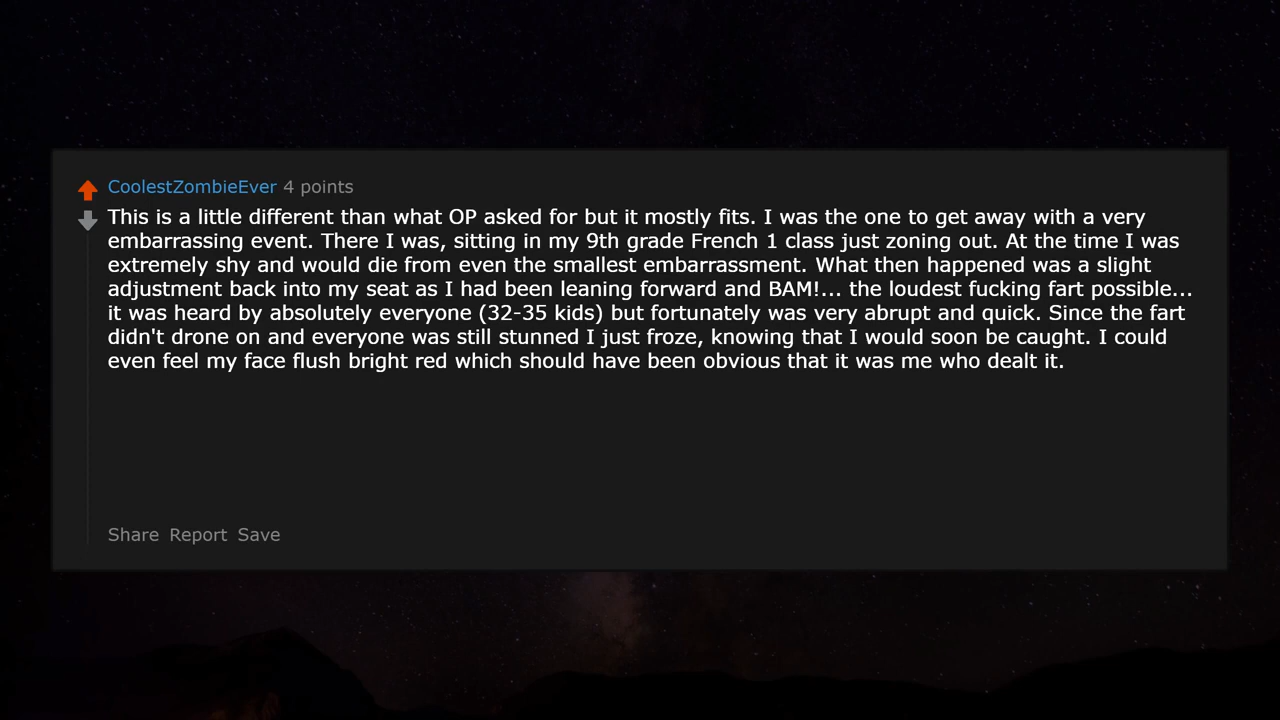 CoolestZombieEver 4 points
This is a little different than what OP asked for but it mostly fits. I was the one to get away with a very
embarrassing event. There I was, sitting in my 9th grade French 1 class just zoning out. At the time I was
extremely shy and would die from even the smallest embarrassment. What then happened was a slight
adjustment back into my seat as I had been leaning forward and BAM!... the loudest fucking fart possible...
it was heard by absolutely everyone (32-35 kids) but fortunately was very abrupt and quick. Since the fart
didn't drone on and everyone was still stunned I just froze, knowing that I would soon be caught. I could
even feel my face flush bright red which should have been obvious that it was me who dealt it.
Share Report Save